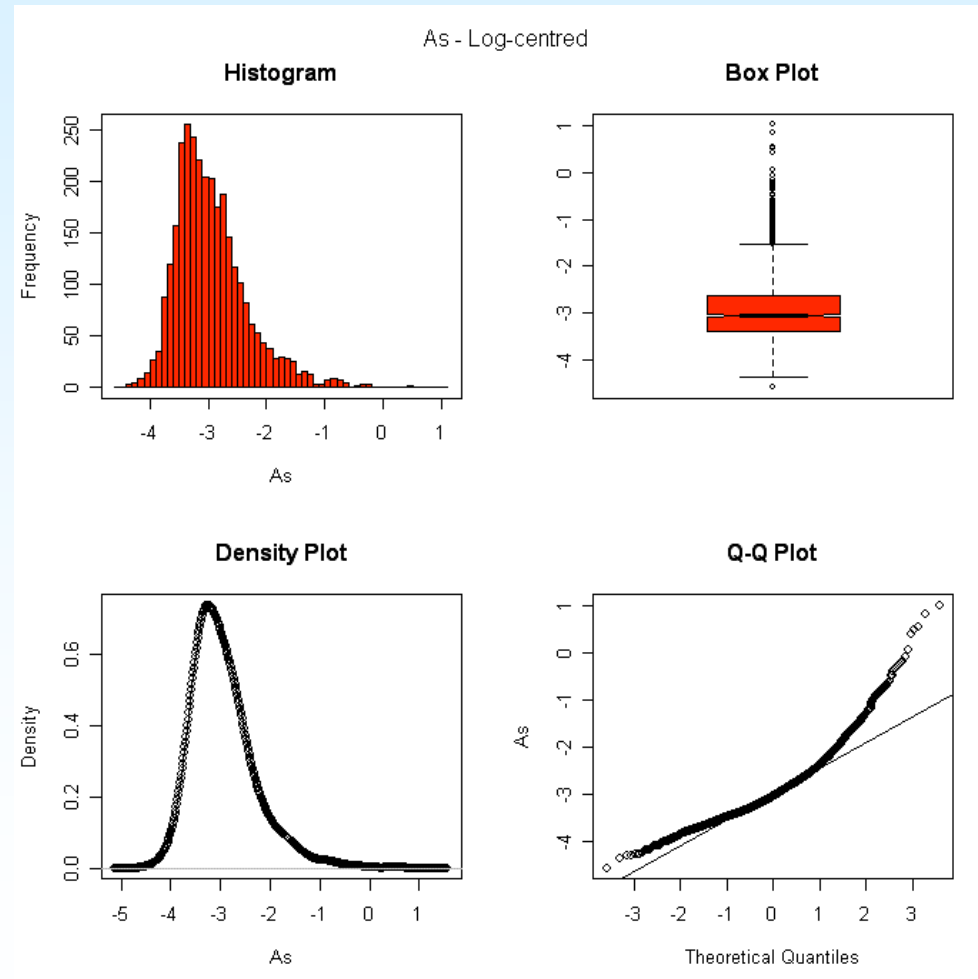 As - Log-centred
Histogram
Frequency
0 50 100 150 200 250
-4 -3 -2 -1 0 1
As
Box Plot
-4 -3 -2 -1 0 1
Density Plot
Density
0.0 0.2 0.4 0.6
-5 -4 -3 -2 -1 0 1
As
Q-Q Plot
As
-4 -3 -2 -1 0 1
-3 -2 -1 0 1 2 3
Theoretical Quantiles